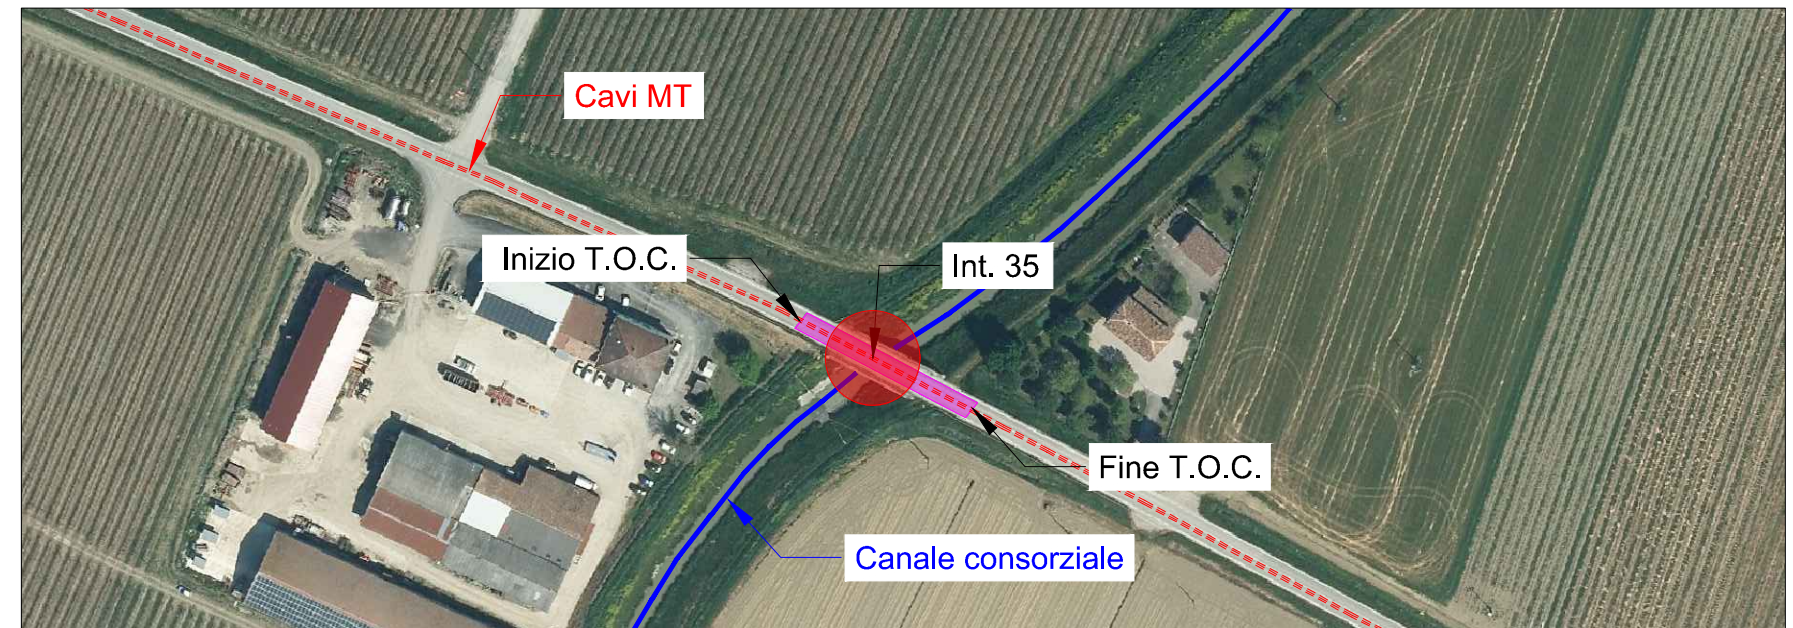 Cavi MT
Inizio T.O.C.
Int. 35
Fine T.O.C.
Canale consorziale